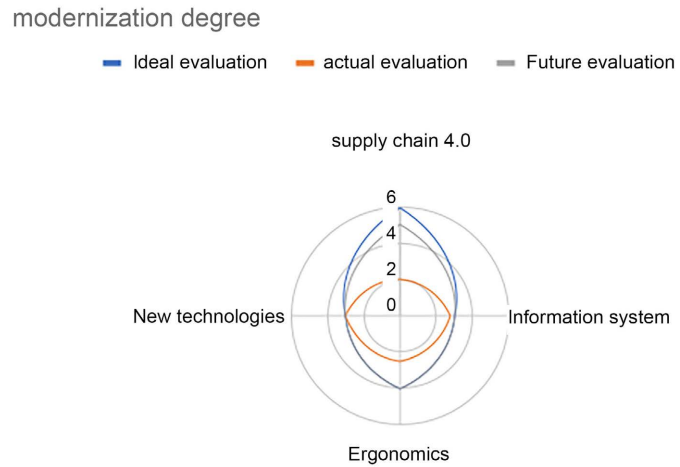 modernization degree
Ideal evaluation actual evaluation Future evaluation
supply chain 4.0
6
4
2
0
New technologies Information system
Ergonomics